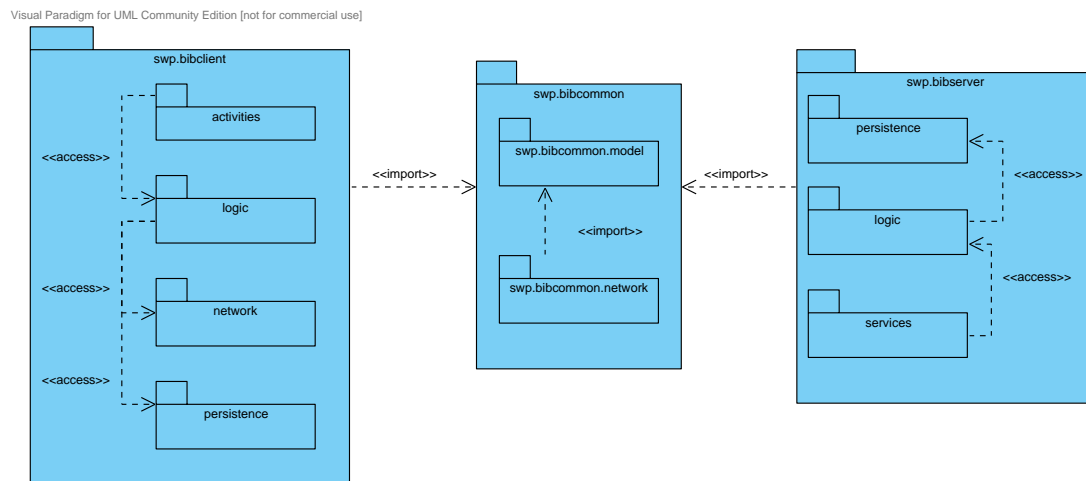 Visual Paradigm for UML Community Edition [not for commercial use]
swp.bibclient
activities
<<access>>
logic
<<access>>
network
<<access>>
persistence
<<import>>
swp.bibcommon
swp.bibcommon.model
<<import>>
swp.bibcommon.network
<<import>>
swp.bibserver
persistence
<<access>>
logic
<<access>>
services